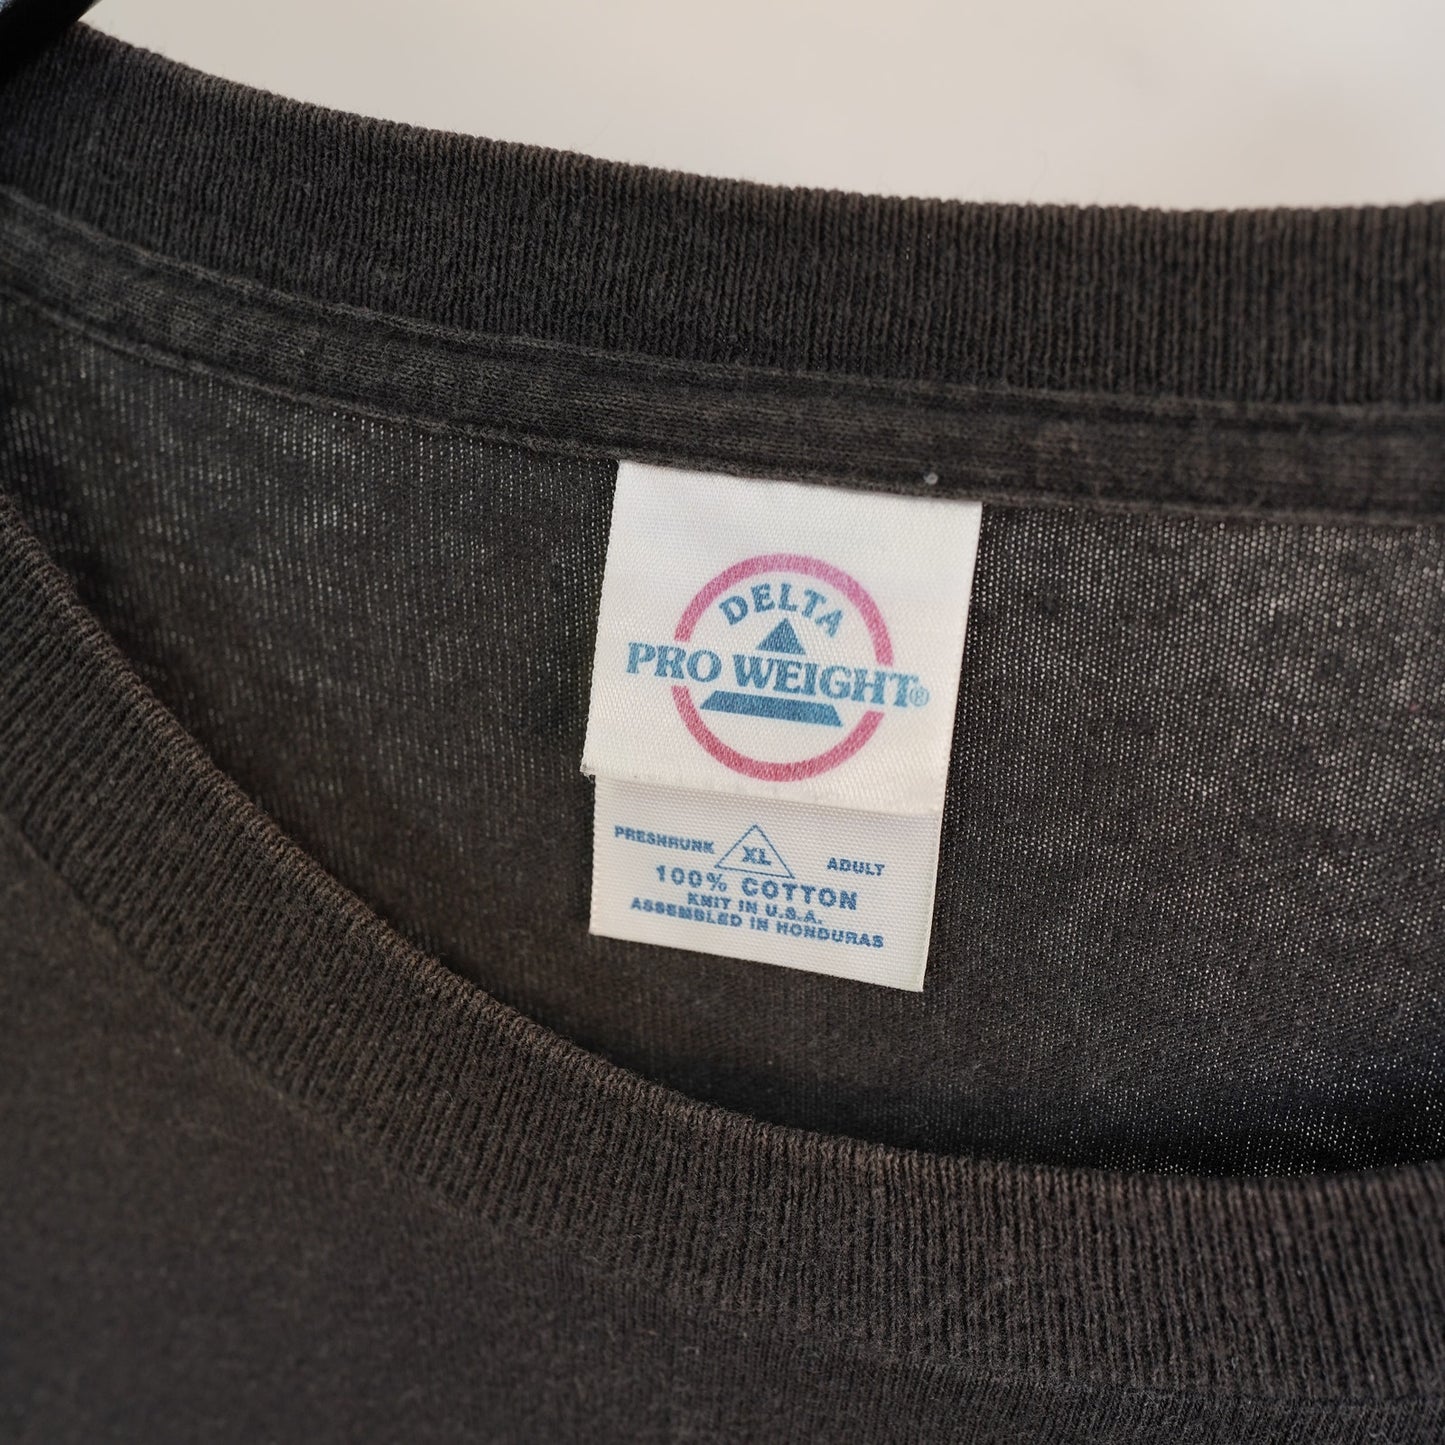 DELTA
PRO WEIGHT®
PRESHRUNK XL ADULT
100% COTTON
KNIT IN U.S.A.
ASSEMBLED IN HONDURAS